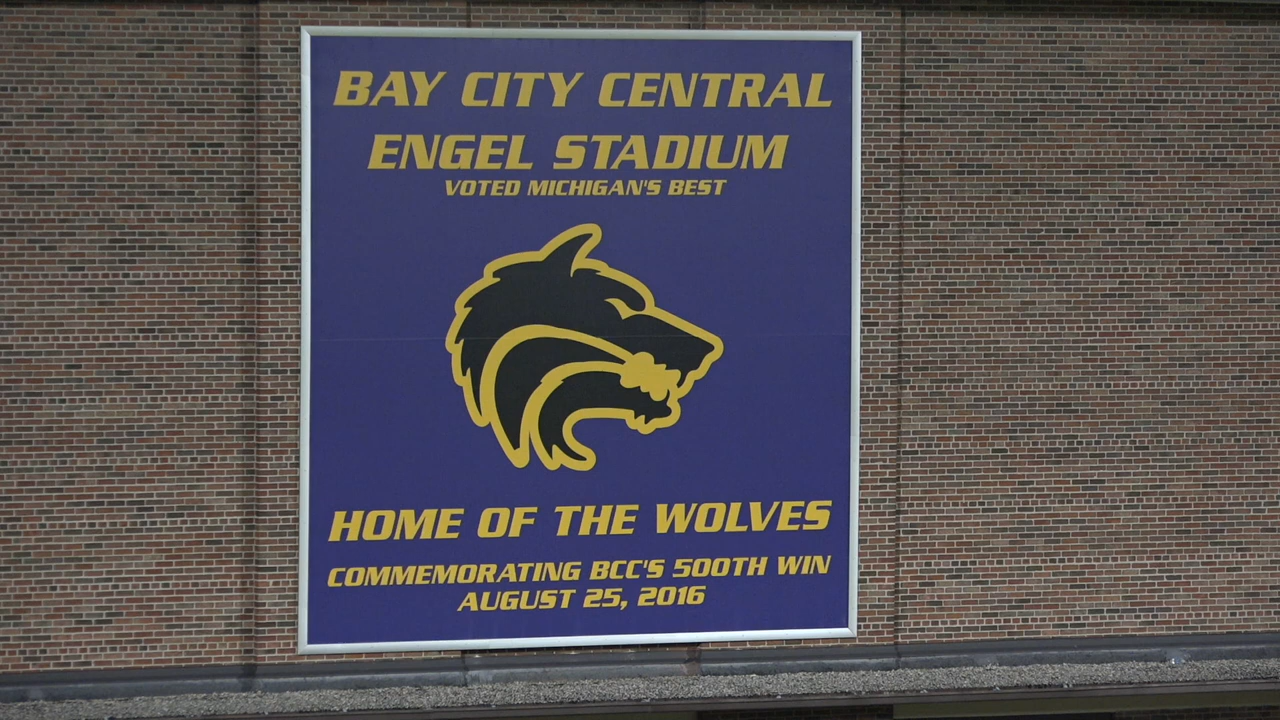 BAY CITY CENTRAL
ENGEL STADIUM
VOTED MICHIGAN'S BEST
HOME OF THE WOLVES
COMMEMORATING BCC'S 500TH WIN
AUGUST 25, 2016